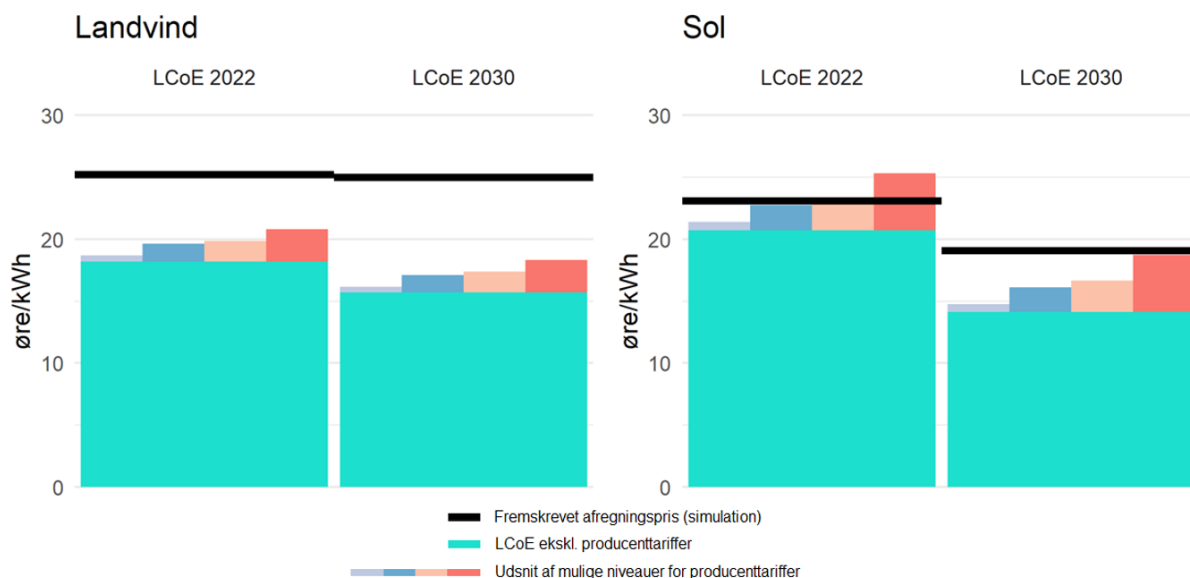 Landvind
Sol
LCoE 2022
LCoE 2030
LCoE 2022
LCoE 2030
30
20
10
0
øre/kWh
30
20
10
0
øre/kWh
Fremskrevet afregningspris (simulation)
LCoE ekskl. producenttariffer
Udsnit af mulige niveauer for producenttariffer